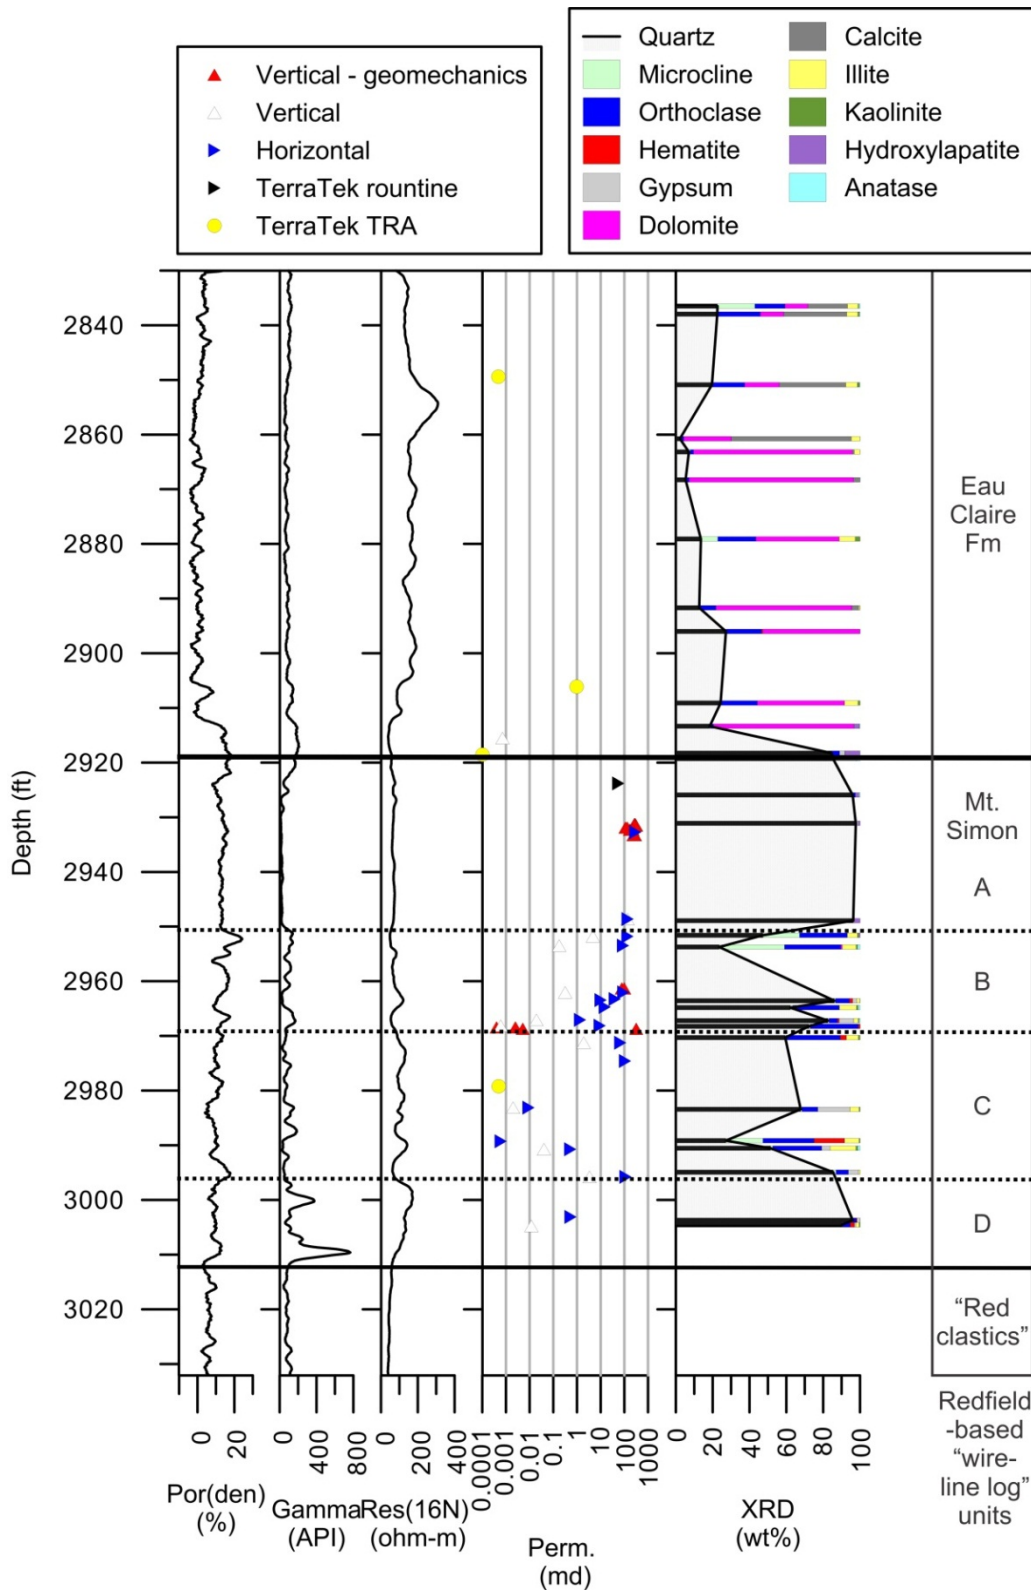 Vertical - geomechanics
Vertical
Horizontal
TerraTek rountine
TerraTek TRA
Quartz
Microcline
Orthoclase
Hematite
Gypsum
Dolomite
Calcite
Illite
Kaolinite
Hydroxylapatite
Anatase
Depth (ft)
2840
2860
2880
2900
2920
2940
2960
2980
3000
3020
Eau
Claire
Fm
Mt.
Simon
A
B
C
D
“Red
clastics”
Redfield
-based
“wire-
line log”
units
0
20
Por(den)
(%)
0
400
800
Gamma
(API)
0
200
400
Res(16N)
(ohm-m)
0.0001
0.001
0.01
0.1
1
10
100
1000
Perm.
(md)
0
20
40
60
80
100
XRD
(wt%)